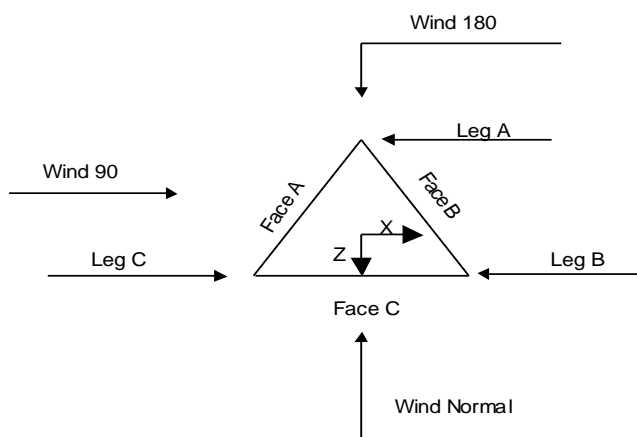 Wind 180
Leg A
Wind 90
Face A
Face B
X
Z
Leg C
Leg B
Face C
Wind Normal